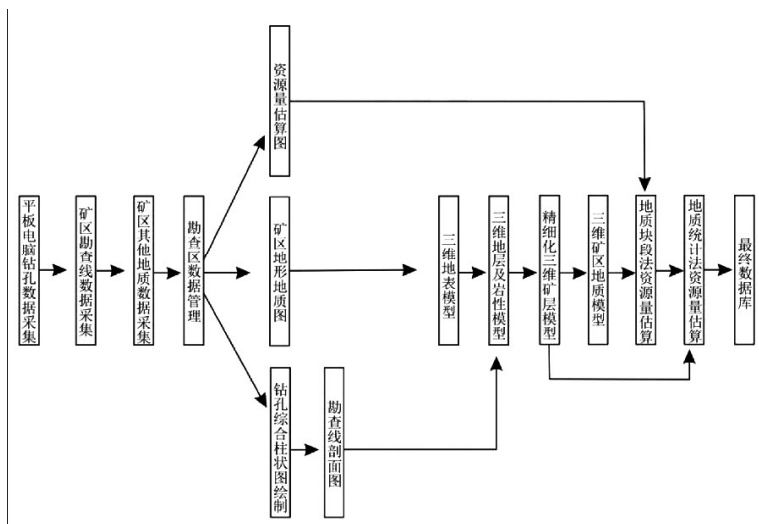 平板电脑钻孔数据采集
矿区勘查线数据采集
矿区其他地质数据采集
勘查区数据管理
资源量估算图
矿区地形地质图
钻孔综合柱状图绘制
勘查线剖面图
三维地表模型
三维地层及岩性模型
精细化三维矿层模型
三维矿区地质模型
地质块段法资源量估算
地质统计法资源量估算
最终数据库